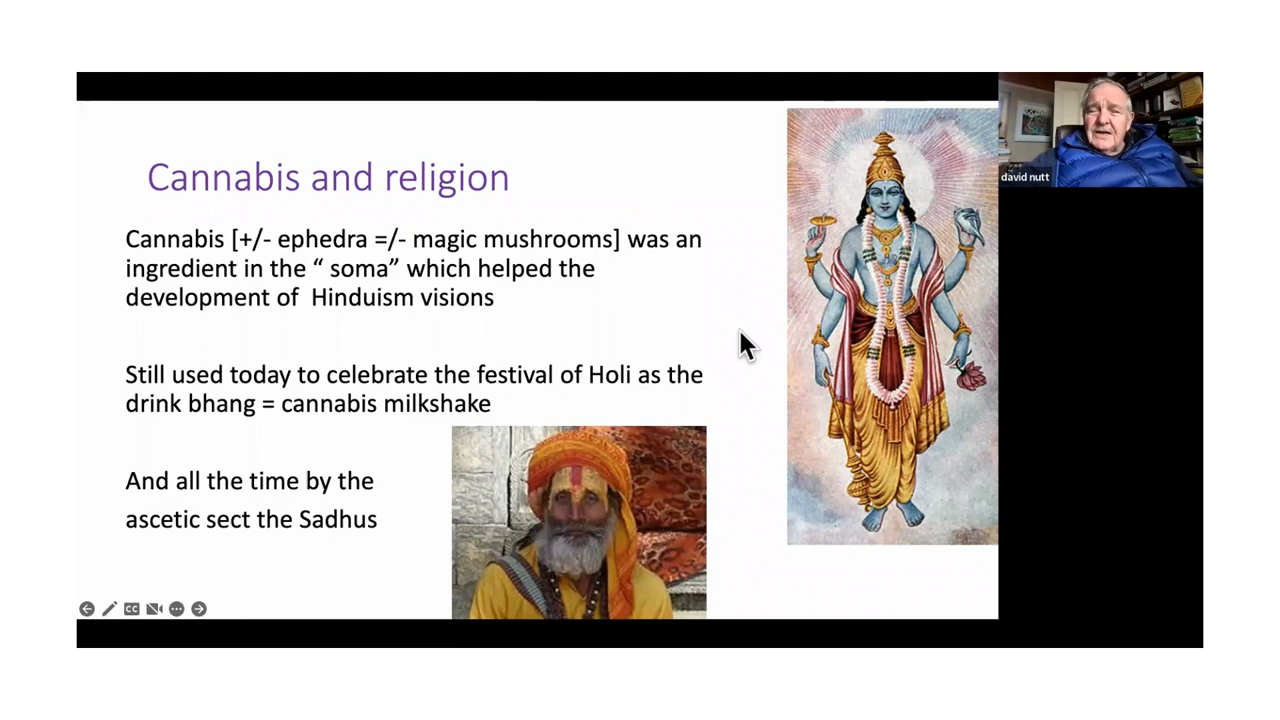 Cannabis and religion
Cannabis [+/- ephedra =/- magic mushrooms] was an
ingredient in the “ soma” which helped the
development of  Hinduism visions
Still used today to celebrate the festival of Holi as the
drink bhang = cannabis milkshake
And all the time by the
ascetic sect the Sadhus
CC
david nutt